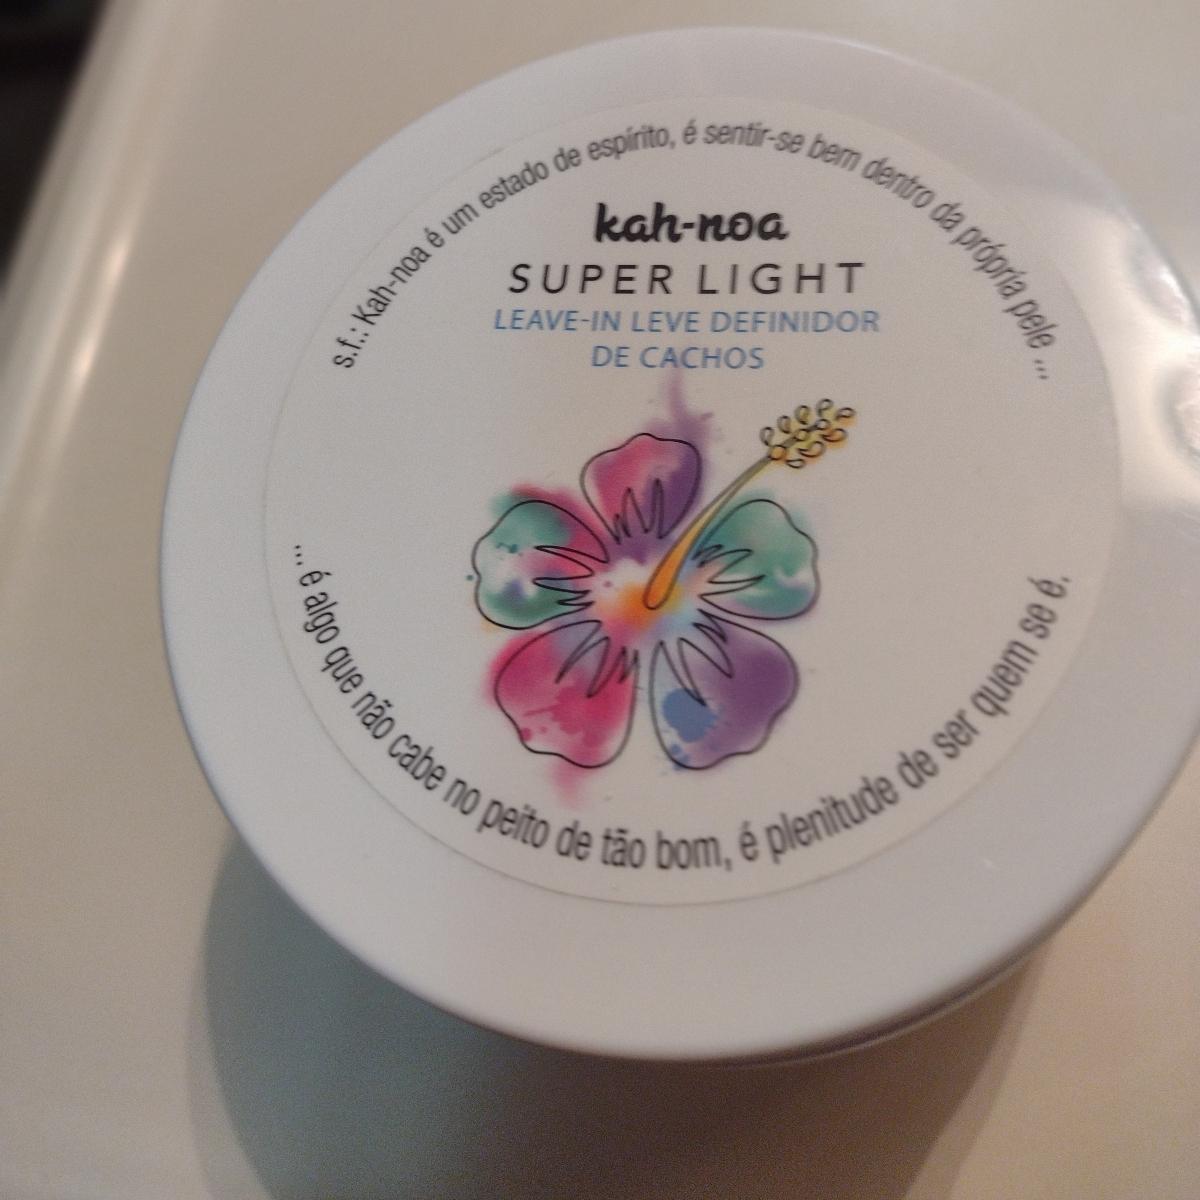 s.f.: Kah-noa é um estado de espírito, é sentir-se bem dentro da própria pele ...
kah-noa
SUPER LIGHT
LEAVE-IN LEVE DEFINIDOR
DE CACHOS
... é algo que não cabe no peito de tão bom, é plenitude de ser quem se é.